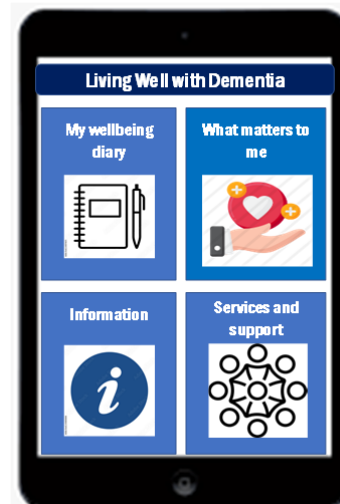 Living Well with Dementia
My wellbeing
diary
What matters to
me
Information
Services and
support